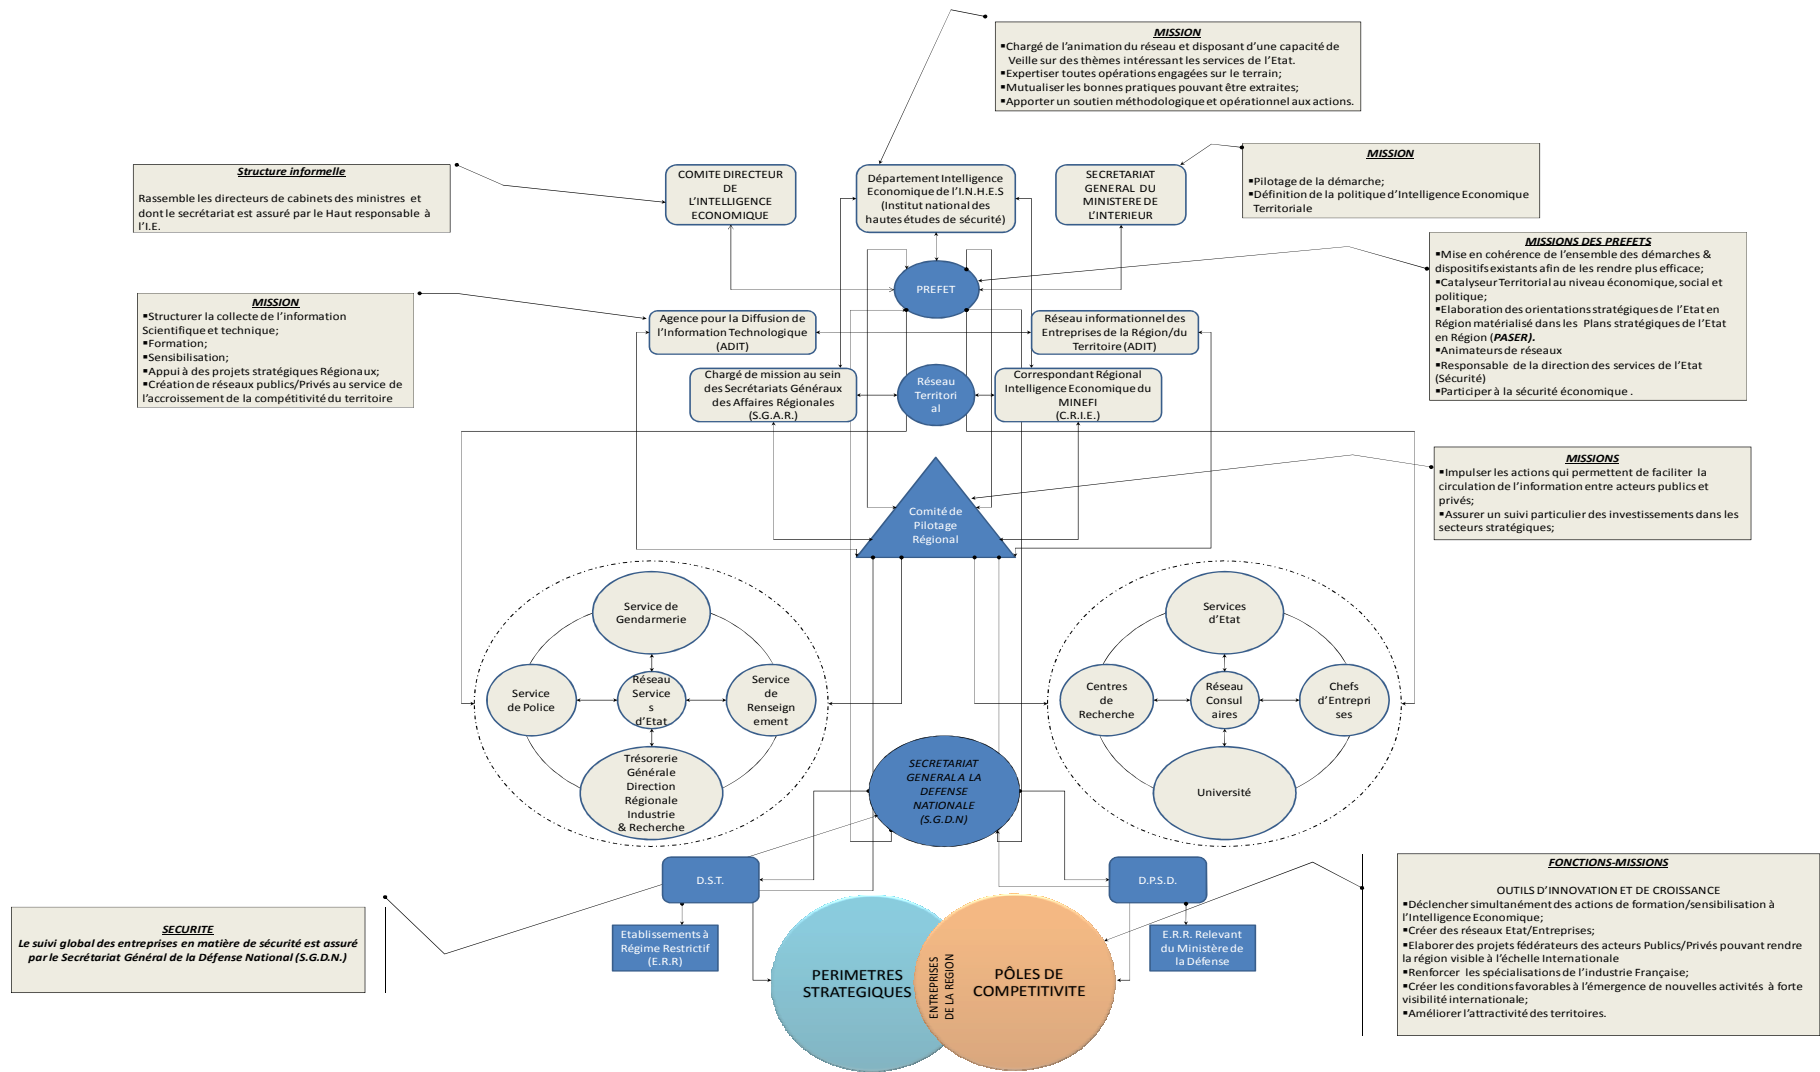 MISSION
▪Chargé de l'animation du réseau et disposant d'une capacité de
Veille sur des thèmes intéressant les services de l'Etat.
▪Expertiser toutes opérations engagées sur le terrain;
▪Mutualiser les bonnes pratiques pouvant être extraites;
▪Apporter un soutien méthodologique et opérationnel aux actions.
Structure informelle
Rassemble les directeurs de cabinets des ministres et
dont le secrétariat est assuré par le Haut responsable à
l'I.E.
COMITE DIRECTEUR
DE
L'INTELLIGENCE
ECONOMIQUE
Département Intelligence
Economique de l'I.N.H.E.S
(Institut national des
hautes études de sécurité)
SECRETARIAT
GENERAL DU
MINISTERE DE
L'INTERIEUR
MISSION
▪Pilotage de la démarche;
▪Définition de la politique d'Intelligence Economique
Territoriale
PREFET
MISSIONS DES PREFETS
▪Mise en cohérence de l'ensemble des démarches &
dispositifs existants afin de les rendre plus efficace;
▪Catalyseur Territorial au niveau économique, social et
politique;
▪Elaboration des orientations stratégiques de l'Etat en
Région matérialisé dans les Plans stratégiques de l'Etat
en Région (PASER).
▪Animateurs de réseaux
▪Responsable de la direction des services de l'Etat
(Sécurité)
▪Participer à la sécurité économique .
MISSION
▪Structurer la collecte de l'information
Scientifique et technique;
▪Formation;
▪Sensibilisation;
▪Appui à des projets stratégiques Régionaux;
▪Création de réseaux publics/Privés au service de
l'accroissement de la compétitivité du territoire
Agence pour la Diffusion de
l'Information Technologique
(ADIT)
Réseau informationnel des
Entreprises de la Région/du
Territoire (ADIT)
Chargé de mission au sein
des Secrétariats Généraux
des Affaires Régionales
(S.G.A.R.)
Réseau
Territori
al
Correspondant Régional
Intelligence Economique du
MINEFI
(C.R.I.E.)
MISSIONS
▪Impulser les actions qui permettent de faciliter la
circulation de l'information entre acteurs publics et
privés;
▪Assurer un suivi particulier des investissements dans les
secteurs stratégiques;
Comité de
Pilotage
Régional
Service de
Gendarmerie
Service
de Police
Réseau
Service
s
d'Etat
Service
de
Renseign
ement
Trésorerie
Générale
Direction
Régionale
Industrie
& Recherche
Services
d'Etat
Centres
de
Recherche
Réseau
Consul
aires
Chefs
d'Entrepri
ses
Université
SECRETARIAT
GENERAL A LA
DEFENSE
NATIONALE
(S.G.D.N)
D.S.T.
D.P.S.D.
SECURITE
Le suivi global des entreprises en matière de sécurité est assuré
par le Secrétariat Général de la Défense National (S.G.D.N.)
Etablissements à
Régime Restrictif
(E.R.R)
E.R.R. Relevant
du Ministère de
la Défense
PERIMETRES
STRATEGIQUES
ENTREPRISES
DE LA REGION
PÔLES DE
COMPETITIVITE
FONCTIONS-MISSIONS
OUTILS D'INNOVATION ET DE CROISSANCE
▪Déclencher simultanément des actions de formation/sensibilisation à
l'Intelligence Economique;
▪Créer des réseaux Etat/Entreprises;
▪Elaborer des projets fédérateurs des acteurs Publics/Privés pouvant rendre
la région visible à l'échelle Internationale
▪Renforcer les spécialisations de l'industrie Française;
▪Créer les conditions favorables à l'émergence de nouvelles activités à forte
visibilité internationale;
▪Améliorer l'attractivité des territoires.